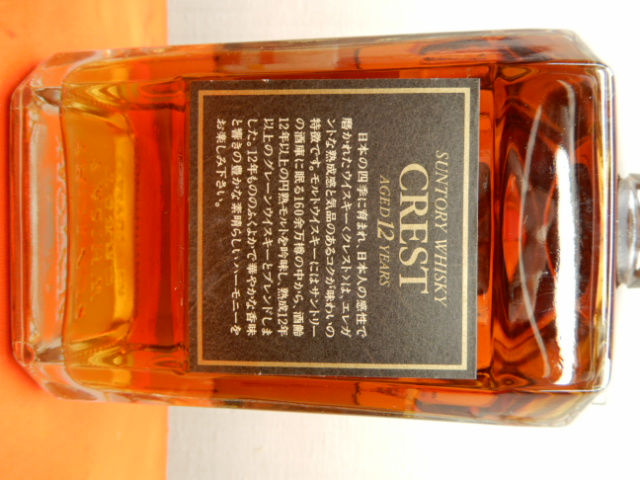 SUNTORY WHISKY
CREST
AGED 12 YEARS
日本の四季に育まれ、日本人の感性で
磨かれたウイスキー〈クレスト〉は、エレガ
ントな熟成感と気品のあるコクが味わいの
特徴です。モルトウイスキーにはサントリー
の酒庫に眠る160余万樽の中から、酒齢
12年以上の円熟モルトを吟味し、熟成12年
以上のグレーンウイスキーとブレンドしま
した。12年もののふくよかで華やかな香味
と響きの豊かな素晴らしいハーモニーを
お楽しみ下さい。